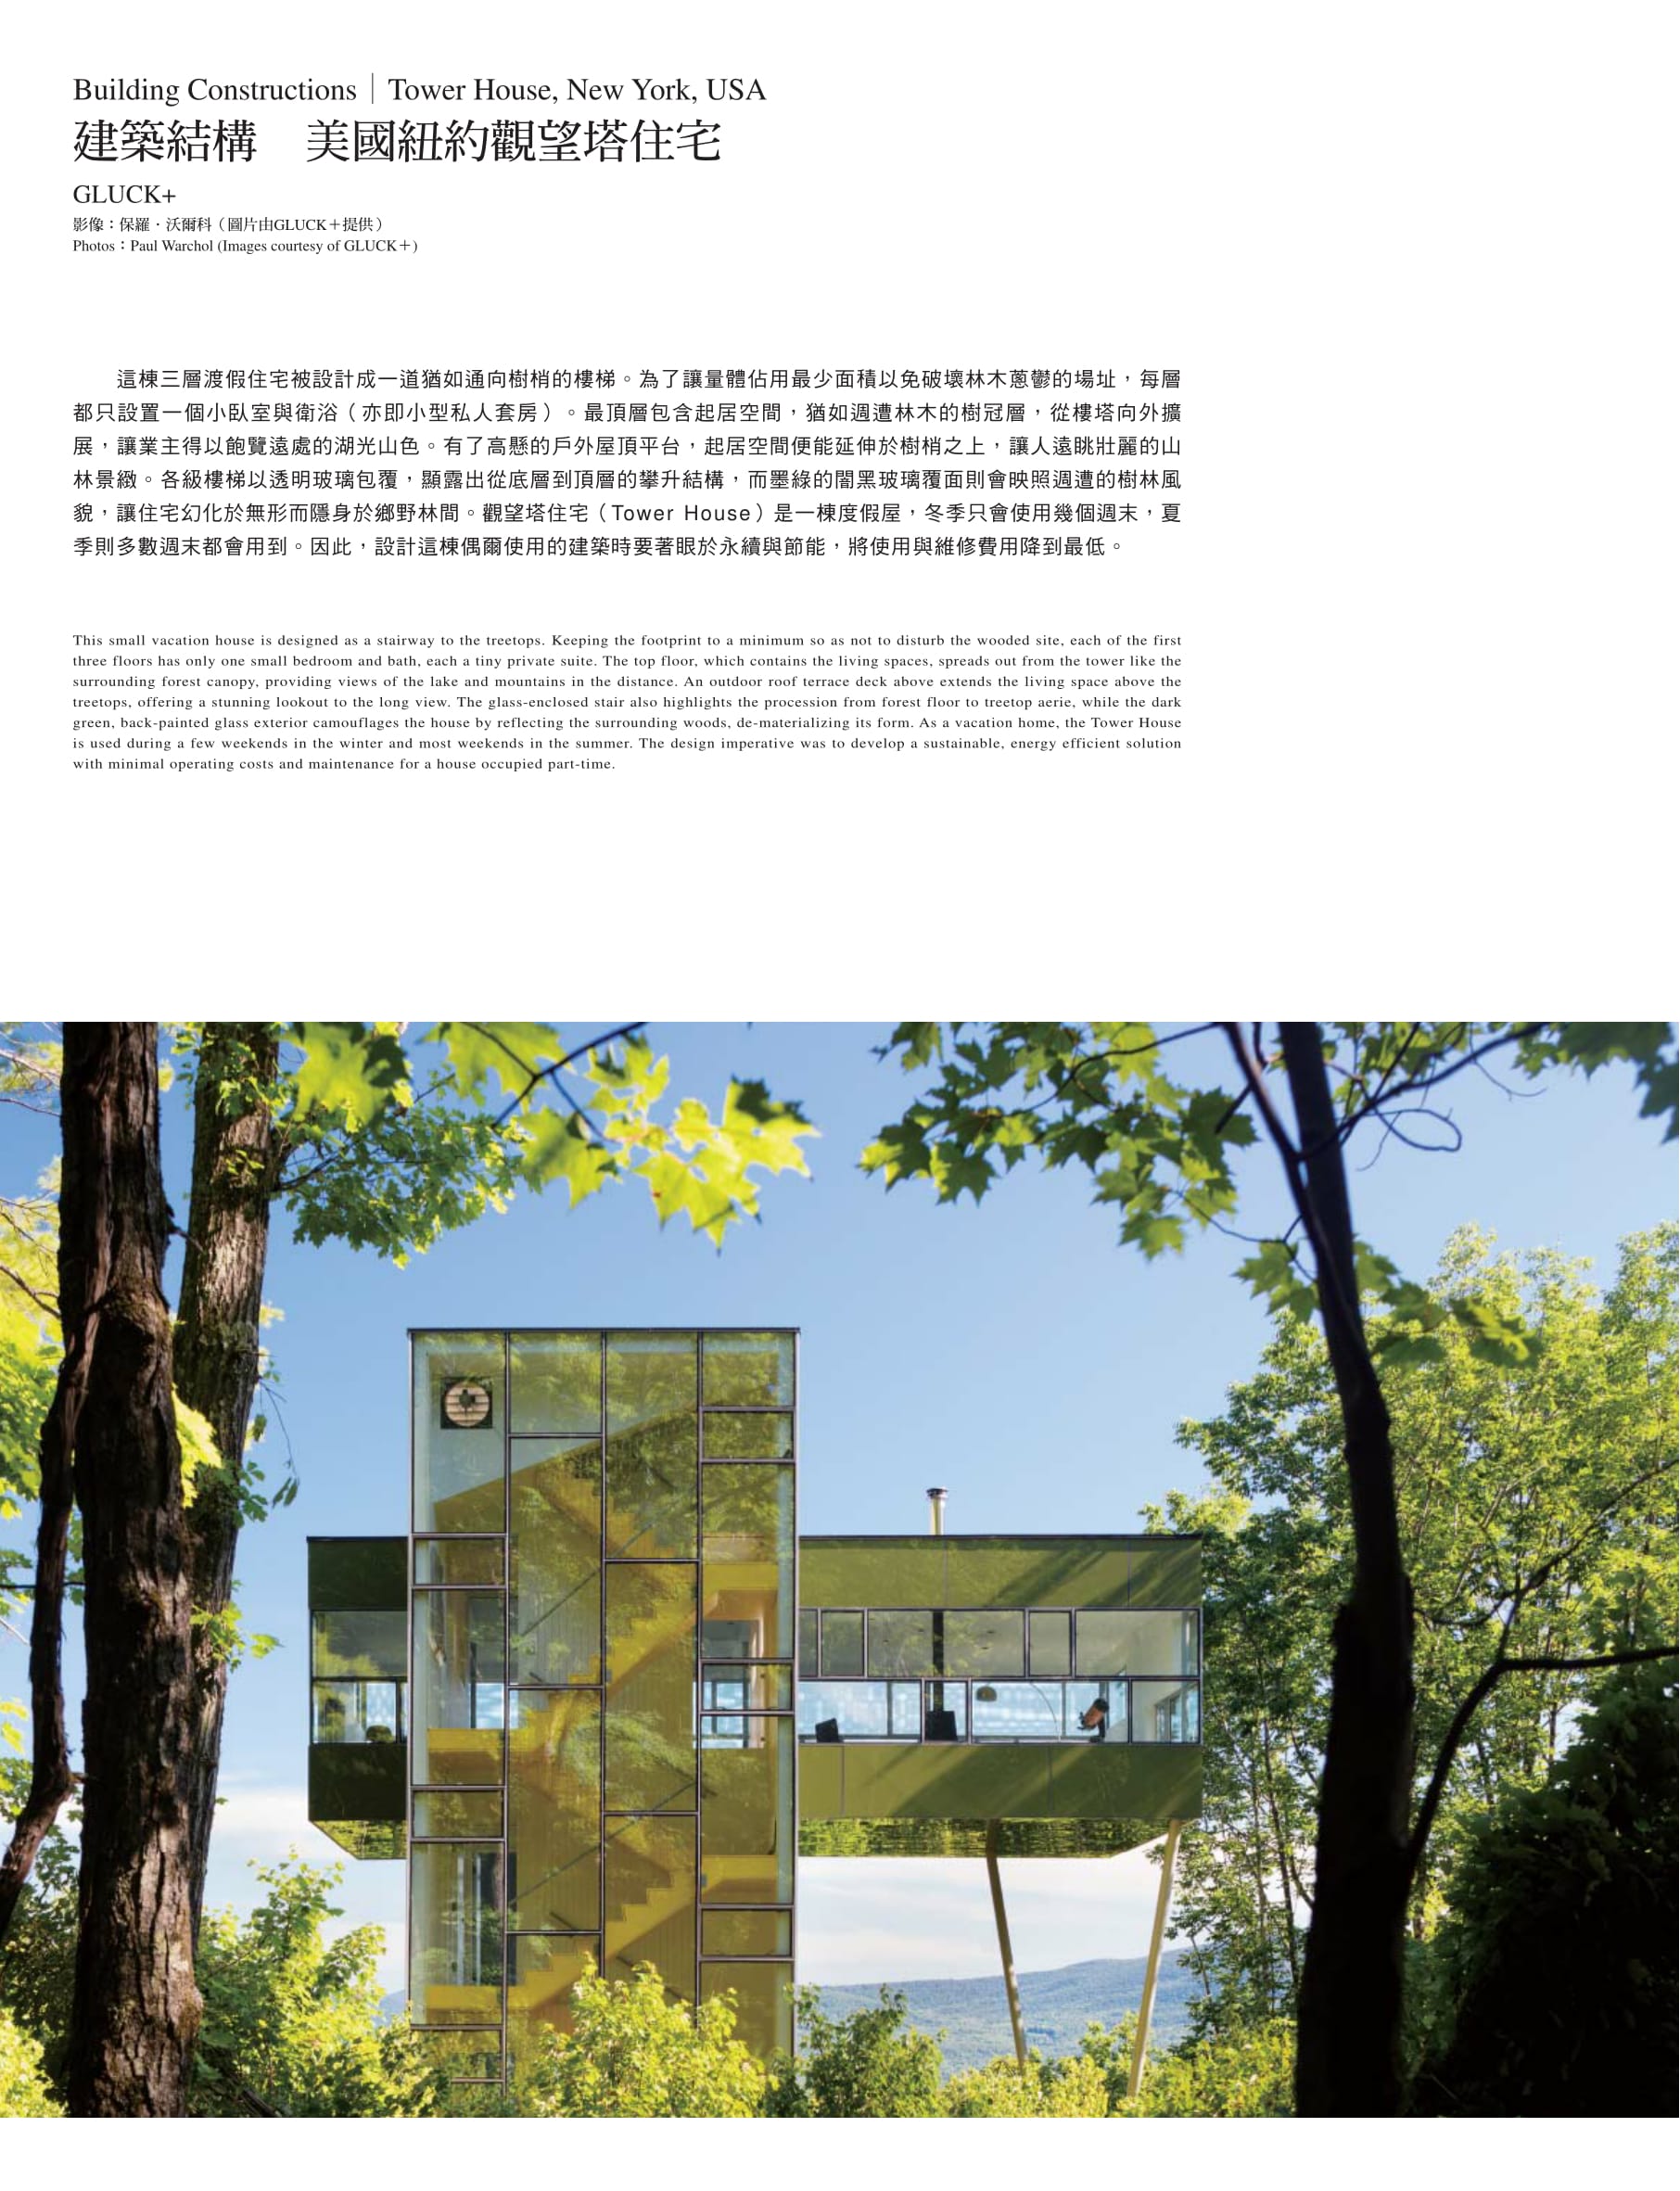 Building Constructions｜Tower House, New York, USA
建築結構　美國紐約觀望塔住宅
GLUCK+
影像：保羅．沃爾科（圖片由GLUCK＋提供）
Photos：Paul Warchol (Images courtesy of GLUCK＋)
這棟三層渡假住宅被設計成一道猶如通向樹梢的樓梯。為了讓量體佔用最少面積以免破壞林木蔥鬱的場址，每層
都只設置一個小臥室與衛浴（亦即小型私人套房）。最頂層包含起居空間，猶如週遭林木的樹冠層，從樓塔向外擴
展，讓業主得以飽覽遠處的湖光山色。有了高懸的戶外屋頂平台，起居空間便能延伸於樹梢之上，讓人遠眺壯麗的山
林景緻。各級樓梯以透明玻璃包覆，顯露出從底層到頂層的攀升結構，而墨綠的闇黑玻璃覆面則會映照週遭的樹林風
貌，讓住宅幻化於無形而隱身於鄉野林間。觀望塔住宅（Tower House）是一棟度假屋，冬季只會使用幾個週末，夏
季則多數週末都會用到。因此，設計這棟偶爾使用的建築時要著眼於永續與節能，將使用與維修費用降到最低。
This small vacation house is designed as a stairway to the treetops. Keeping the footprint to a minimum so as not to disturb the wooded site, each of the first
three floors has only one small bedroom and bath, each a tiny private suite. The top floor, which contains the living spaces, spreads out from the tower like the
surrounding forest canopy, providing views of the lake and mountains in the distance. An outdoor roof terrace deck above extends the living space above the
treetops, offering a stunning lookout to the long view. The glass-enclosed stair also highlights the procession from forest floor to treetop aerie, while the dark
green, back-painted glass exterior camouflages the house by reflecting the surrounding woods, de-materializing its form. As a vacation home, the Tower House
is used during a few weekends in the winter and most weekends in the summer. The design imperative was to develop a sustainable, energy efficient solution
with minimal operating costs and maintenance for a house occupied part-time.